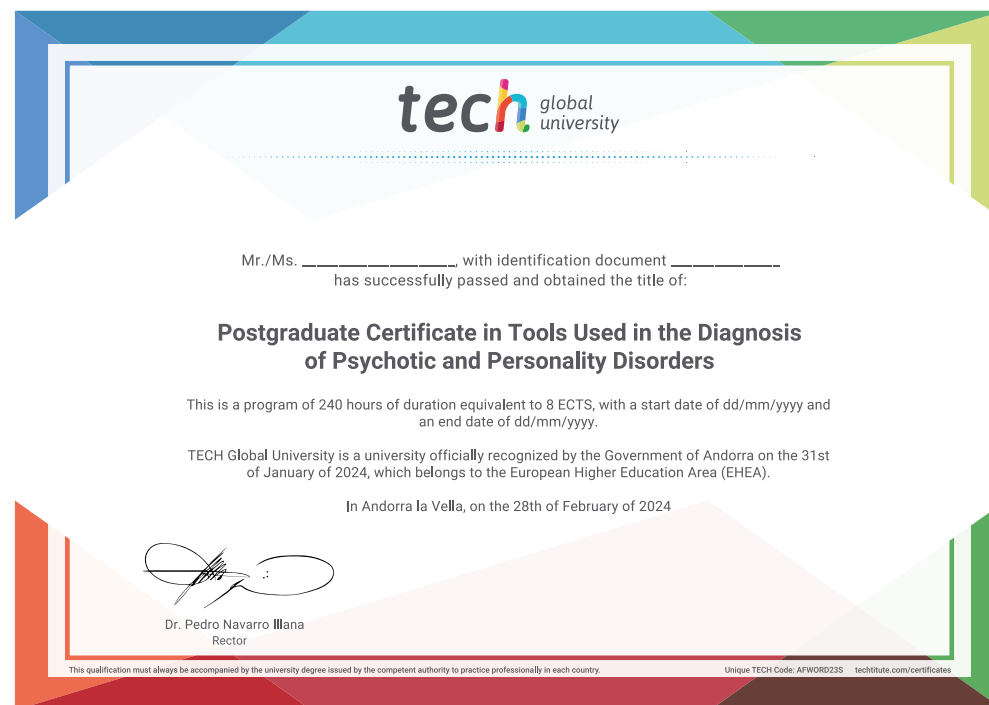 tech global university
Mr./Ms. ____________________, with identification document ______________
has successfully passed and obtained the title of:
Postgraduate Certificate in Tools Used in the Diagnosis
of Psychotic and Personality Disorders
This is a program of 240 hours of duration equivalent to 8 ECTS, with a start date of dd/mm/yyyy and
an end date of dd/mm/yyyy.
TECH Global University is a university officially recognized by the Government of Andorra on the 31st
of January of 2024, which belongs to the European Higher Education Area (EHEA).
In Andorra la Vella, on the 28th of February of 2024
Dr. Pedro Navarro Illana
Rector
This qualification must always be accompanied by the university degree issued by the competent authority to practice professionally in each country.
Unique TECH Code: AFWORD23S techtitute.com/certificates